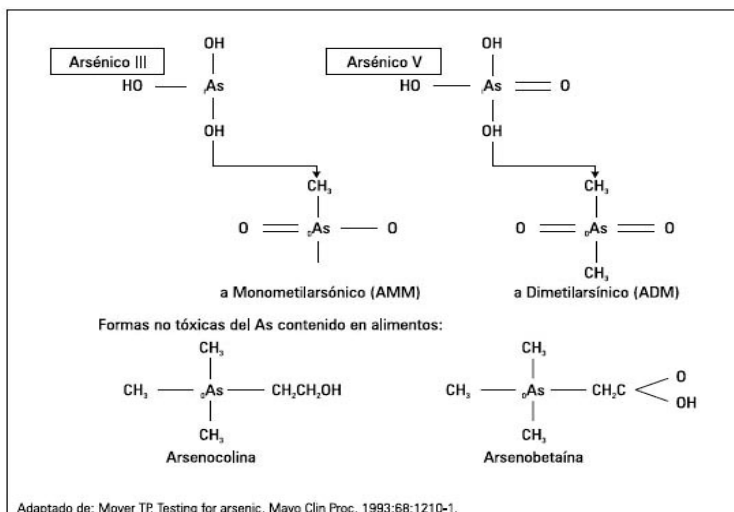 OH OH
Arsénico III Arsénico V
HO As HO As O
OH OH
CH₃ CH₃
O As O O As O
CH₃
a Monometilarsónico (AMM) a Dimetilarsínico (ADM)
Formas no tóxicas del As contenido en alimentos:
CH₃ CH₃
CH₃ As CH₂CH₂OH CH₃ As CH₂C O
OH
CH₃ CH₃
Arsenocolina Arsenobetaína
Adaptado de: Moyer TP. Testing for arsenic. Mayo Clin Proc. 1993;68:1210-1.